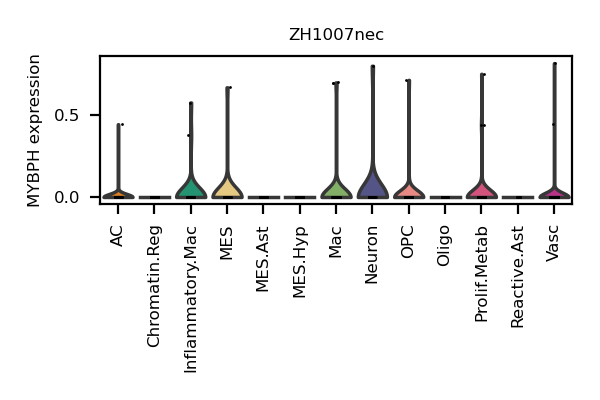 ZH1007nec
MYBPH expression
0.5
0.0
AC
Chromatin.Reg
Inflammatory.Mac
MES
MES.Ast
MES.Hyp
Mac
Neuron
OPC
Oligo
Prolif.Metab
Reactive.Ast
Vasc